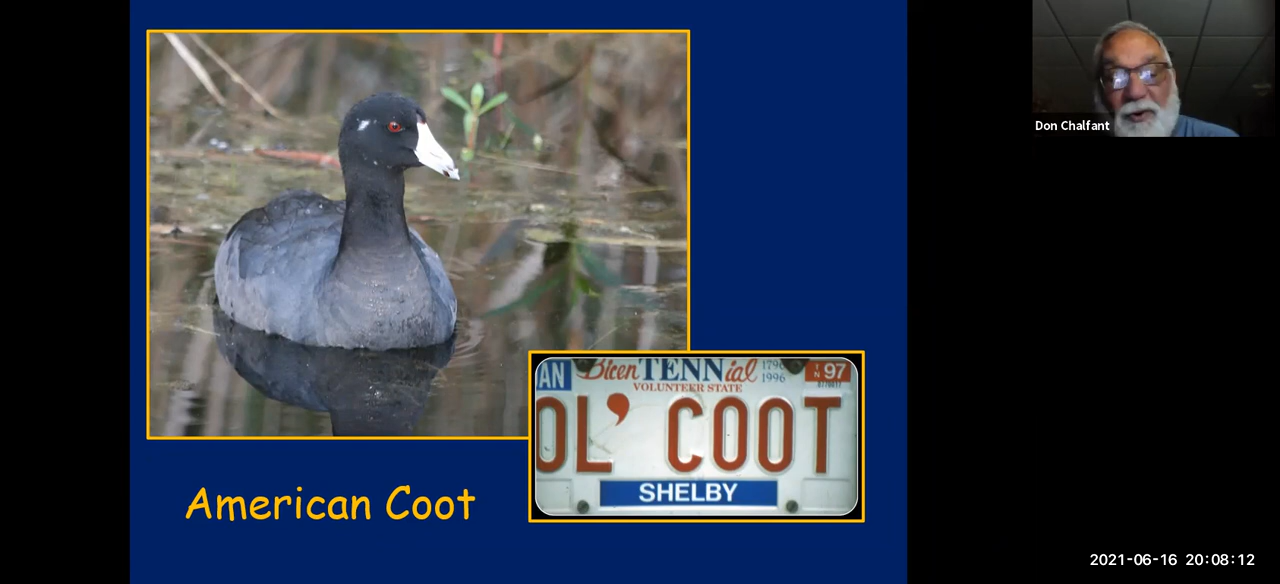 Don Chalfant
AN
BicenTENNial
1796
1996
VOLUNTEER STATE
97
OL’ COOT
SHELBY
American Coot
2021-06-16 20:08:12